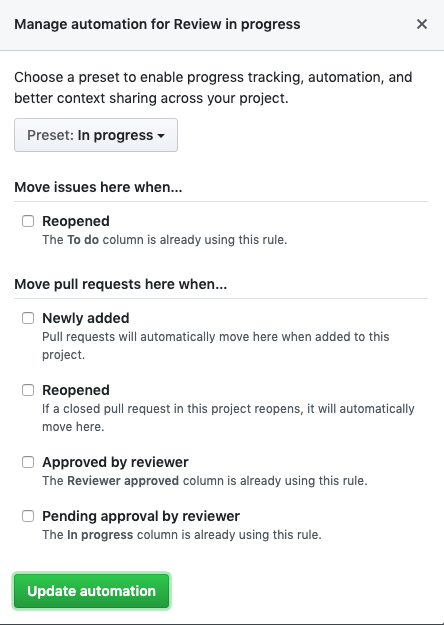 Manage automation for Review in progress
Choose a preset to enable progress tracking, automation, and
better context sharing across your project.
Preset: In progress
Move issues here when...
Reopened
The To do column is already using this rule.
Move pull requests here when...
Newly added
Pull requests will automatically move here when added to this
project.
Reopened
If a closed pull request in this project reopens, it will automatically
move here.
Approved by reviewer
The Reviewer approved column is already using this rule.
Pending approval by reviewer
The In progress column is already using this rule.
Update automation